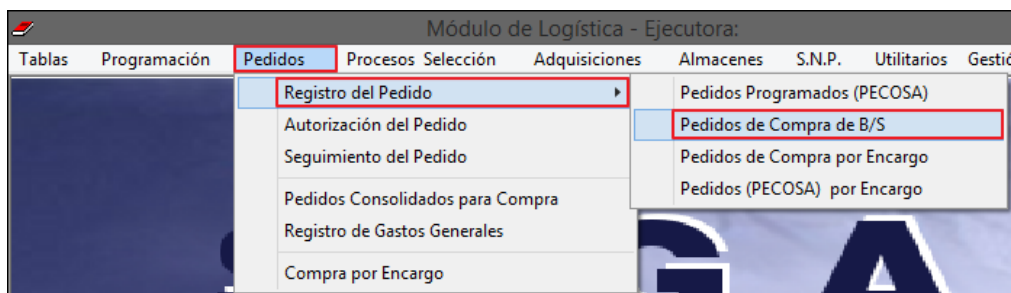 Módulo de Logística - Ejecutora:
Tablas Programación Pedidos Procesos Selección Adquisiciones Almacenes S.N.P. Utilitarios
Registro del Pedido
Autorización del Pedido
Seguimiento del Pedido
Pedidos Consolidados para Compra
Registro de Gastos Generales
Compra por Encargo
Pedidos Programados (PECOSA)
Pedidos de Compra de B/S
Pedidos de Compra por Encargo
Pedidos (PECOSA) por Encargo
G A